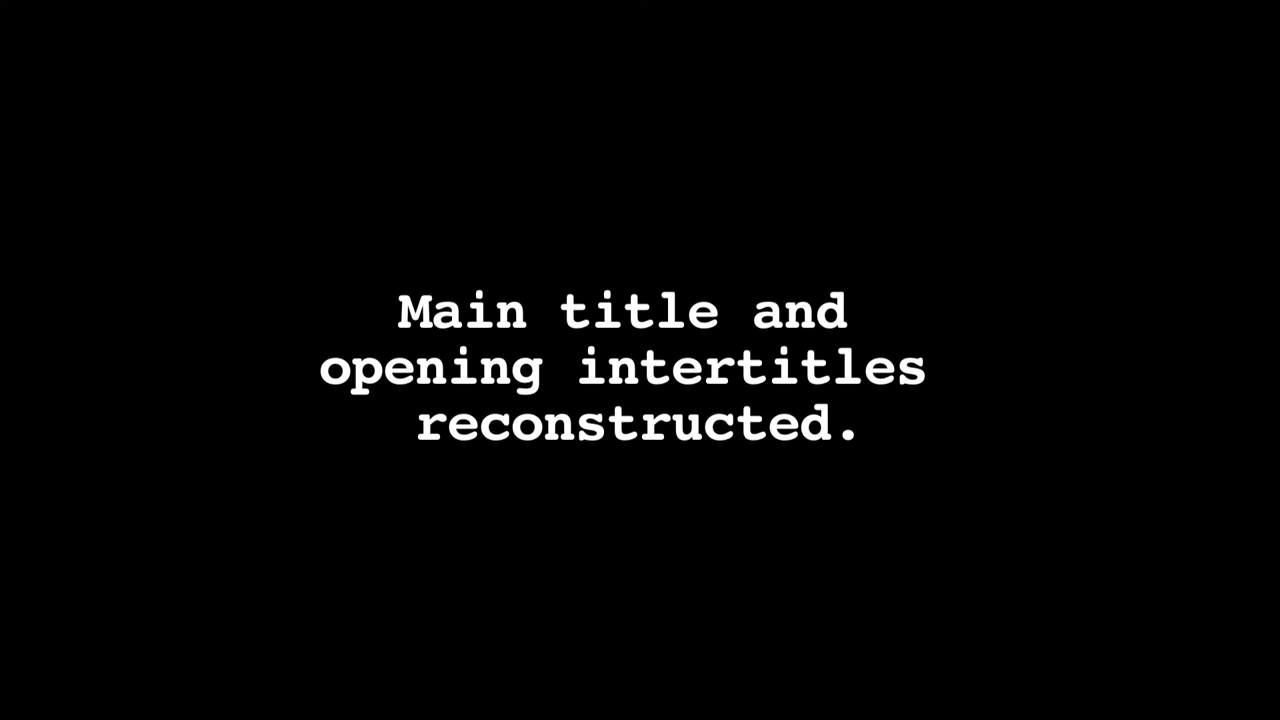 Main title and
opening intertitles
reconstructed.